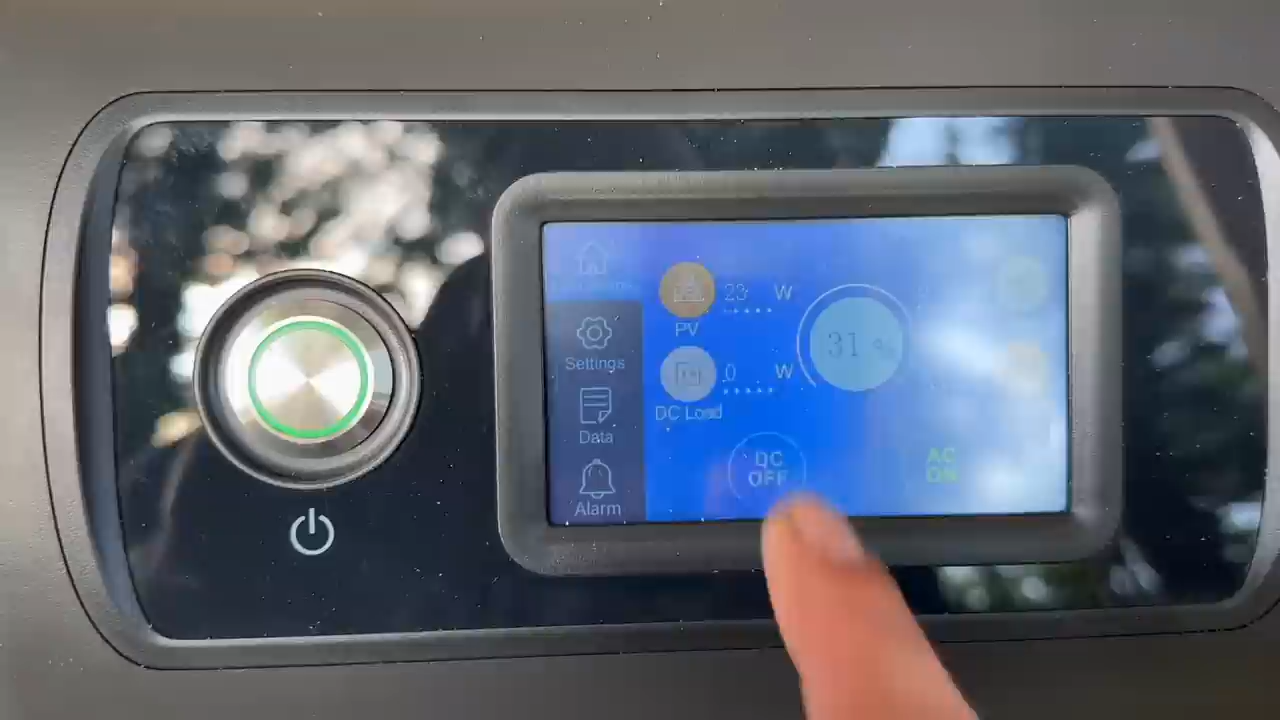 23 W
PV
31 %
Settings
0 W
DC Load
Data
DC
OFF
AC
ON
Alarm